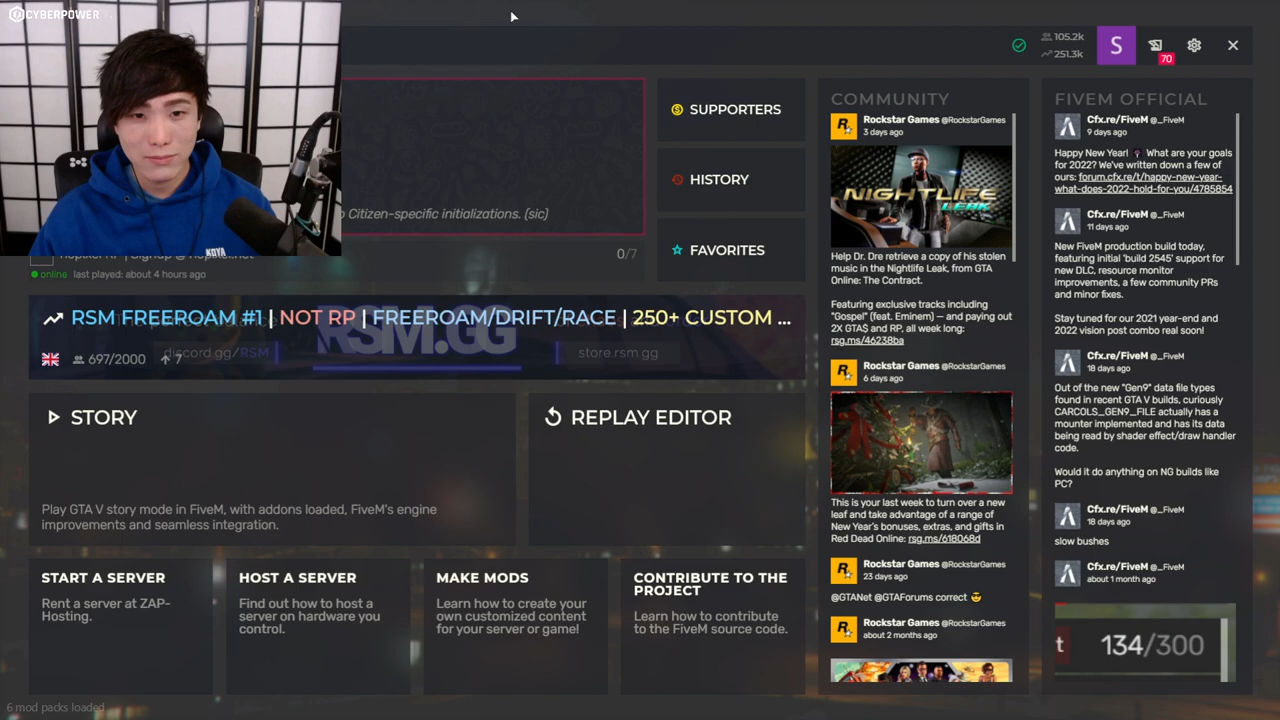 CYBERPOWER
105.2k
251.3k
S
70
o Citizen-specific initializations. (sic)
KOYA
NoPixel RP | Signup @ nopixel.net
0/7
online last played: about 4 hours ago
SUPPORTERS
HISTORY
FAVORITES
RSM FREEROAM #1 | NOT RP | FREEROAM/DRIFT/RACE | 250+ CUSTOM ...
RSM.GG
discord.gg/RSM
store.rsm.gg
697/2000 7
STORY
Play GTA V story mode in FiveM, with addons loaded, FiveM's engine
improvements and seamless integration.
REPLAY EDITOR
START A SERVER
Rent a server at ZAP-
Hosting.
HOST A SERVER
Find out how to host a
server on hardware you
control.
MAKE MODS
Learn how to create your
own customized content
for your server or game!
CONTRIBUTE TO THE
PROJECT
Learn how to contribute
to the FiveM source code.
6 mod packs loaded
COMMUNITY
Rockstar Games @RockstarGames
3 days ago
NIGHTLIFE
LEAK
Help Dr. Dre retrieve a copy of his stolen
music in the Nightlife Leak, from GTA
Online: The Contract.
Featuring exclusive tracks including
"Gospel" (feat. Eminem) — and paying out
2X GTA$ and RP, all week long:
rsg.ms/46238ba
Rockstar Games @RockstarGames
6 days ago
This is your last week to turn over a new
leaf and take advantage of a range of
New Year's bonuses, extras, and gifts in
Red Dead Online: rsg.ms/618068d
Rockstar Games @RockstarGames
23 days ago
@GTANet @GTAForums correct 😎
Rockstar Games @RockstarGames
about 2 months ago
FIVEM OFFICIAL
Cfx.re/FiveM @_FiveM
9 days ago
Happy New Year! What are your goals
for 2022? We've written down a few of
ours: forum.cfx.re/t/happy-new-year-
what-does-2022-hold-for-you/4785854
Cfx.re/FiveM @_FiveM
11 days ago
New FiveM production build today,
featuring initial 'build 2545' support for
new DLC, resource monitor
improvements, a few community PRs
and minor fixes.
Stay tuned for our 2021 year-end and
2022 vision post combo real soon!
Cfx.re/FiveM @_FiveM
18 days ago
Out of the new "Gen9" data file types
found in recent GTA V builds, curiously
CARCOLS_GEN9_FILE actually has a
mounter implemented and has its data
being read by shader effect/draw handler
code.
Would it do anything on NG builds like
PC?
Cfx.re/FiveM @_FiveM
18 days ago
slow bushes
Cfx.re/FiveM @_FiveM
about 1 month ago
t 134/300